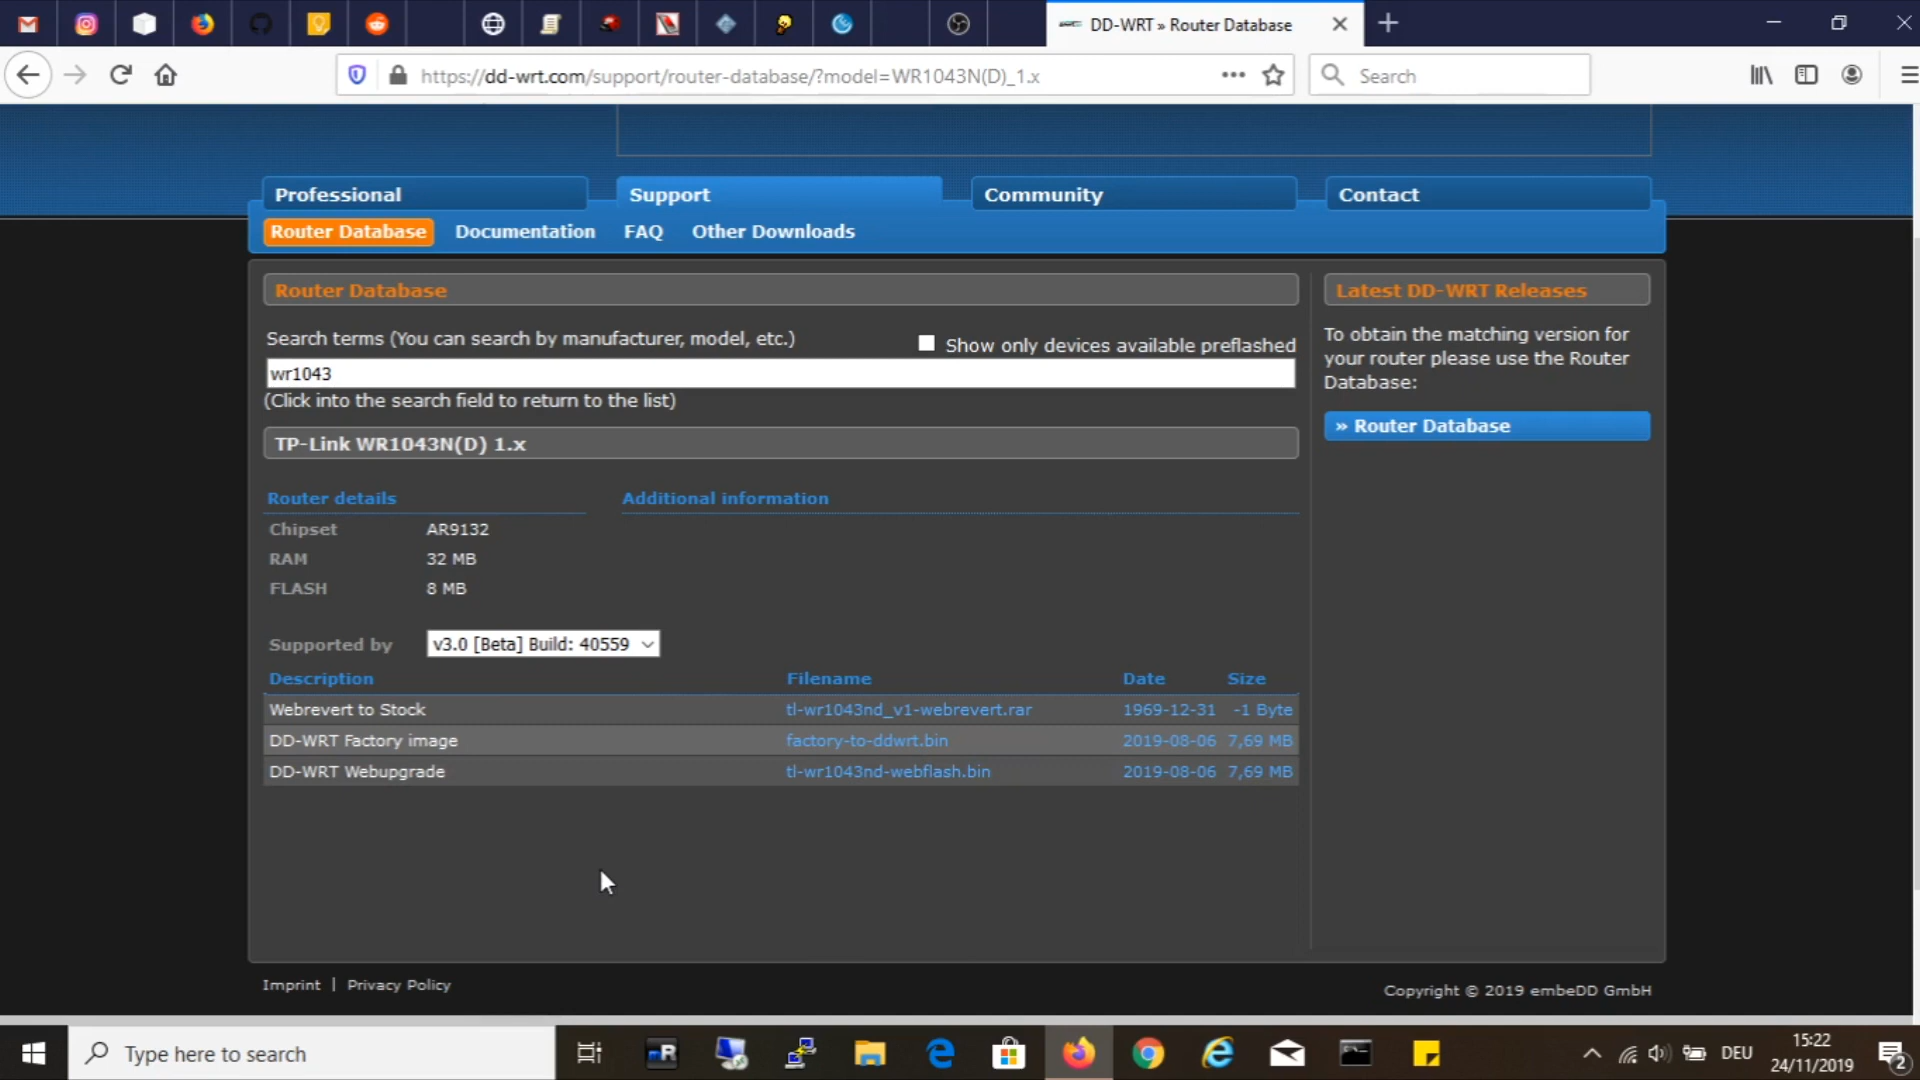 DD-WRT » Router Database
https://dd-wrt.com/support/router-database/?model=WR1043N(D)_1.x
Search
Professional
Support
Community
Contact
Router Database
Documentation
FAQ
Other Downloads
Router Database
Search terms (You can search by manufacturer, model, etc.)
Show only devices available preflashed
wr1043
(Click into the search field to return to the list)
TP-Link WR1043N(D) 1.x
Router details
Additional information
Chipset AR9132
RAM 32 MB
FLASH 8 MB
Supported by v3.0 [Beta] Build: 40559
Description Filename Date Size
Webrevert to Stock tl-wr1043nd_v1-webrevert.rar 1969-12-31 -1 Byte
DD-WRT Factory image factory-to-ddwrt.bin 2019-08-06 7,69 MB
DD-WRT Webupgrade tl-wr1043nd-webflash.bin 2019-08-06 7,69 MB
Latest DD-WRT Releases
To obtain the matching version for
your router please use the Router
Database:
» Router Database
Imprint | Privacy Policy
Copyright © 2019 embeDD GmbH
Type here to search
DEU
15:22
24/11/2019
2